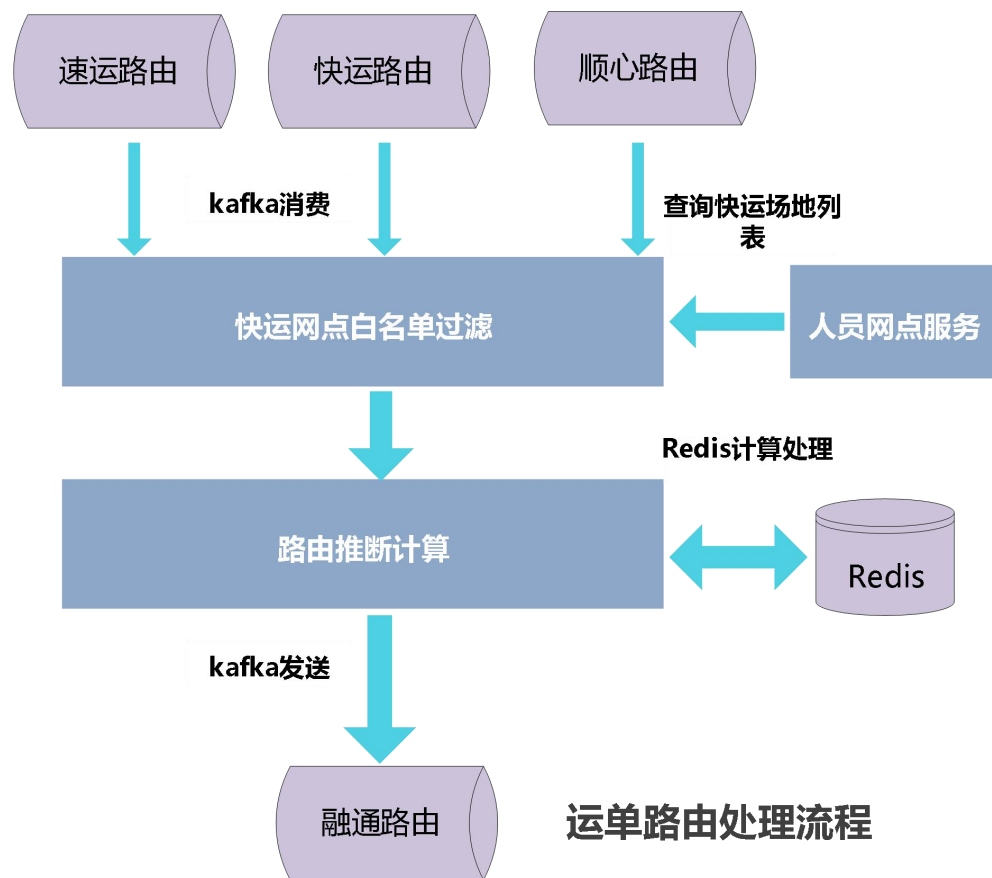 速运路由
快运路由
顺心路由
kafka消费
查询快运场地列
表
快运网点白名单过滤
人员网点服务
Redis计算处理
路由推断计算
Redis
kafka发送
融通路由
运单路由处理流程